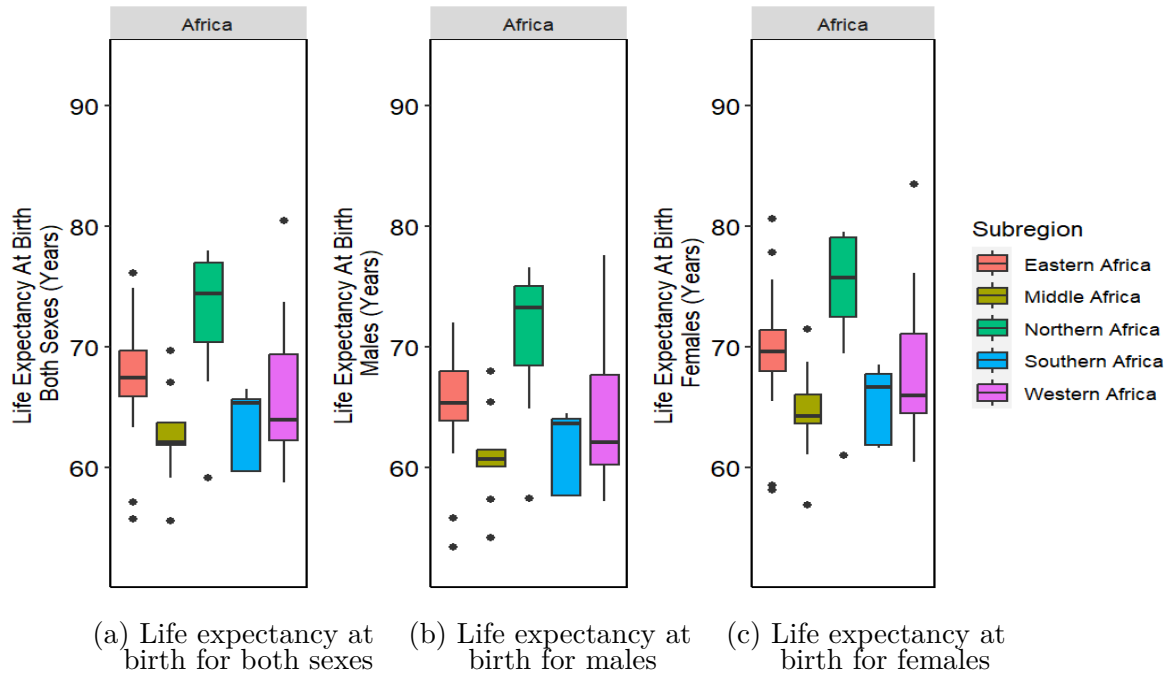 Africa
Life Expectancy At Birth
Both Sexes (Years)
90
80
70
60
Africa
Life Expectancy At Birth
Males (Years)
90
80
70
60
Africa
Life Expectancy At Birth
Females (Years)
90
80
70
60
Subregion
Eastern Africa
Middle Africa
Northern Africa
Southern Africa
Western Africa
(a) Life expectancy at
birth for both sexes
(b) Life expectancy at
birth for males
(c) Life expectancy at
birth for females